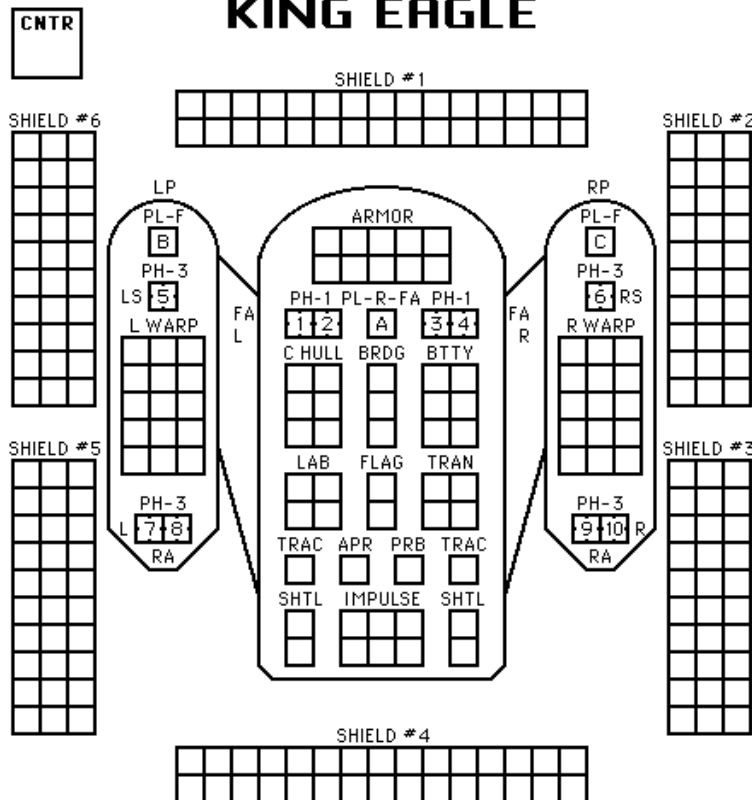 KING EAGLE
CNTR
SHIELD #1
SHIELD #6
SHIELD #2
LP
RP
PL-F
ARMOR
PL-F
B
C
PH-3
PH-3
LS 5
6 RS
PH-1 PL-R-FA PH-1
FA
L
FA
R
1 2 A 3 4
L WARP
R WARP
C HULL BRDG BTTY
SHIELD #5
SHIELD #3
LAB FLAG TRAN
PH-3
PH-3
L 7 8
9 10 R
RA
RA
TRAC APR PRB TRAC
SHTL IMPULSE SHTL
SHIELD #4